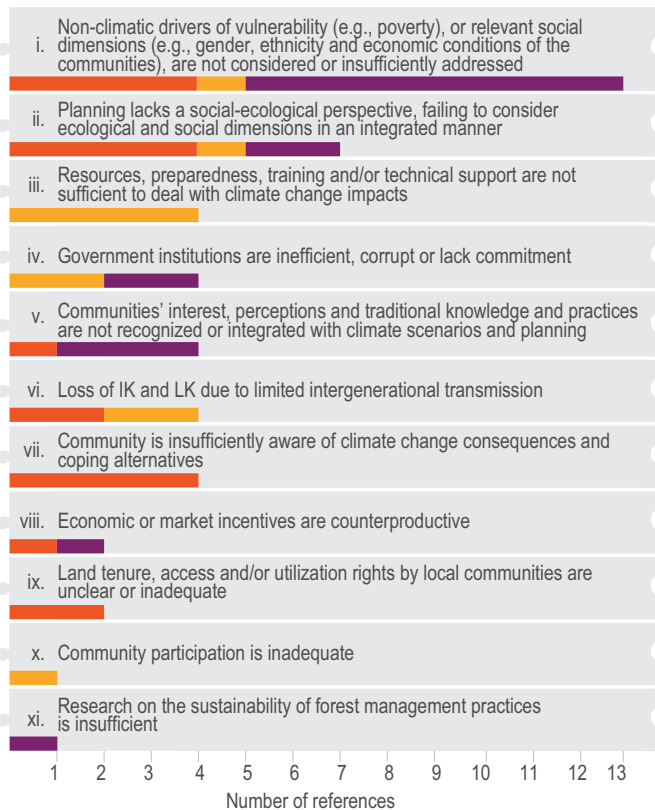 Non-climatic drivers of vulnerability (e.g., poverty), or relevant social
i. dimensions (e.g., gender, ethnicity and economic conditions of the
communities), are not considered or insufficiently addressed
ii. Planning lacks a social-ecological perspective, failing to consider
ecological and social dimensions in an integrated manner
iii. Resources, preparedness, training and/or technical support are not
sufficient to deal with climate change impacts
iv. Government institutions are inefficient, corrupt or lack commitment
v. Communities’ interest, perceptions and traditional knowledge and practices
are not recognized or integrated with climate scenarios and planning
vi. Loss of IK and LK due to limited intergenerational transmission
vii. Community is insufficiently aware of climate change consequences and
coping alternatives
viii. Economic or market incentives are counterproductive
ix. Land tenure, access and/or utilization rights by local communities are
unclear or inadequate
x. Community participation is inadequate
xi. Research on the sustainability of forest management practices
is insufficient
1 2 3 4 5 6 7 8 9 10 11 12 13
Number of references